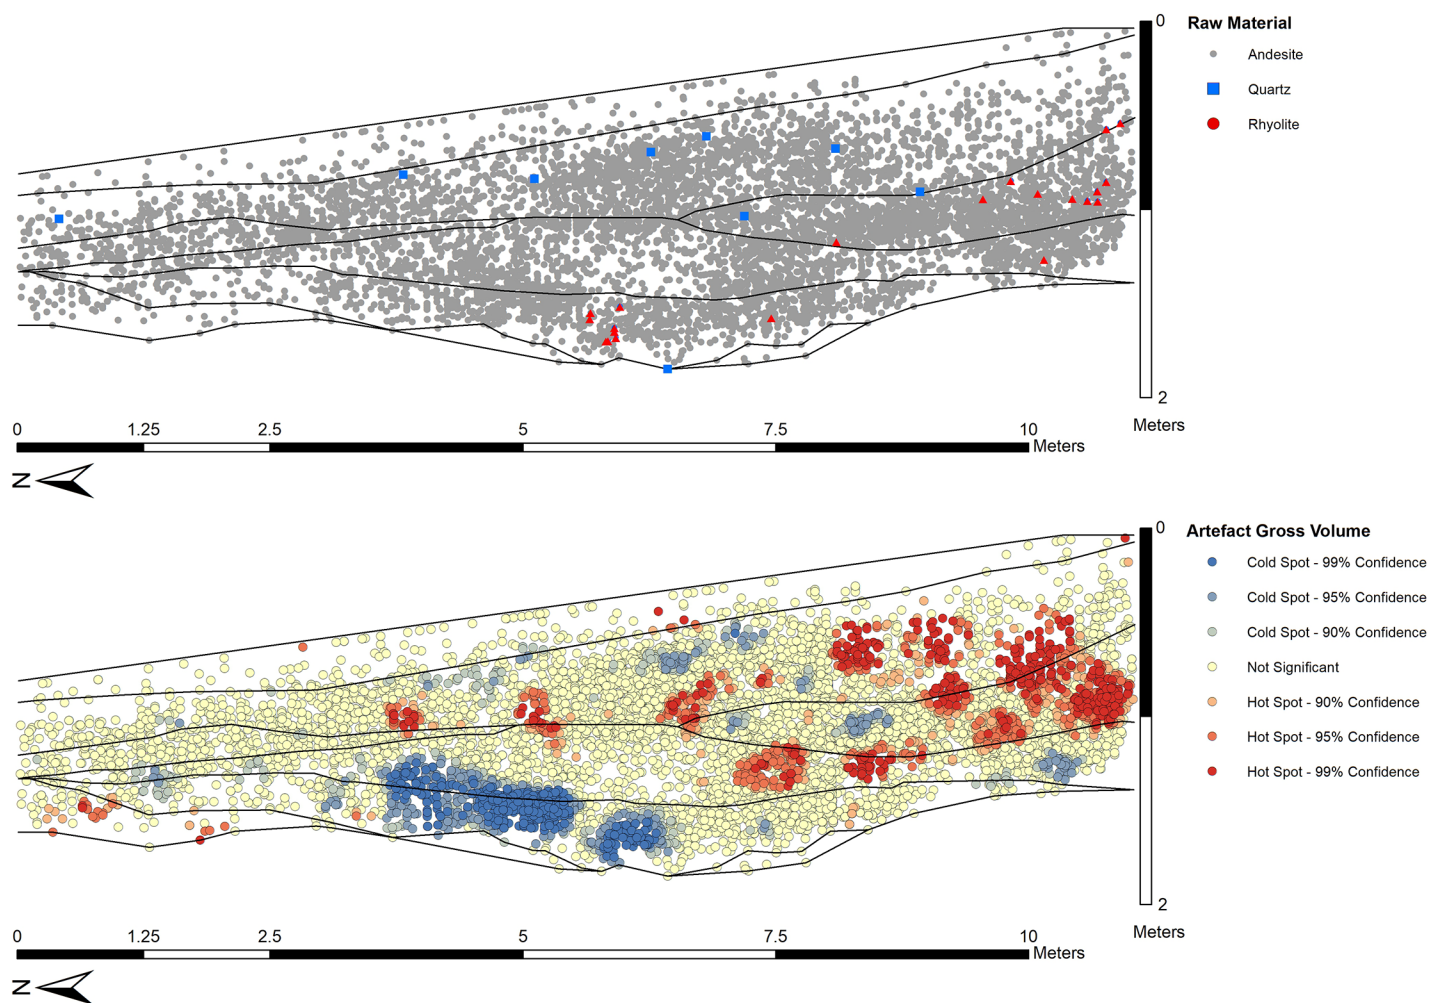 0
Raw Material
Andesite
Quartz
Rhyolite
2
Meters
0 1.25 2.5 5 7.5 10
Meters
N
0
Artefact Gross Volume
Cold Spot - 99% Confidence
Cold Spot - 95% Confidence
Cold Spot - 90% Confidence
Not Significant
Hot Spot - 90% Confidence
Hot Spot - 95% Confidence
Hot Spot - 99% Confidence
2
Meters
0 1.25 2.5 5 7.5 10
Meters
N